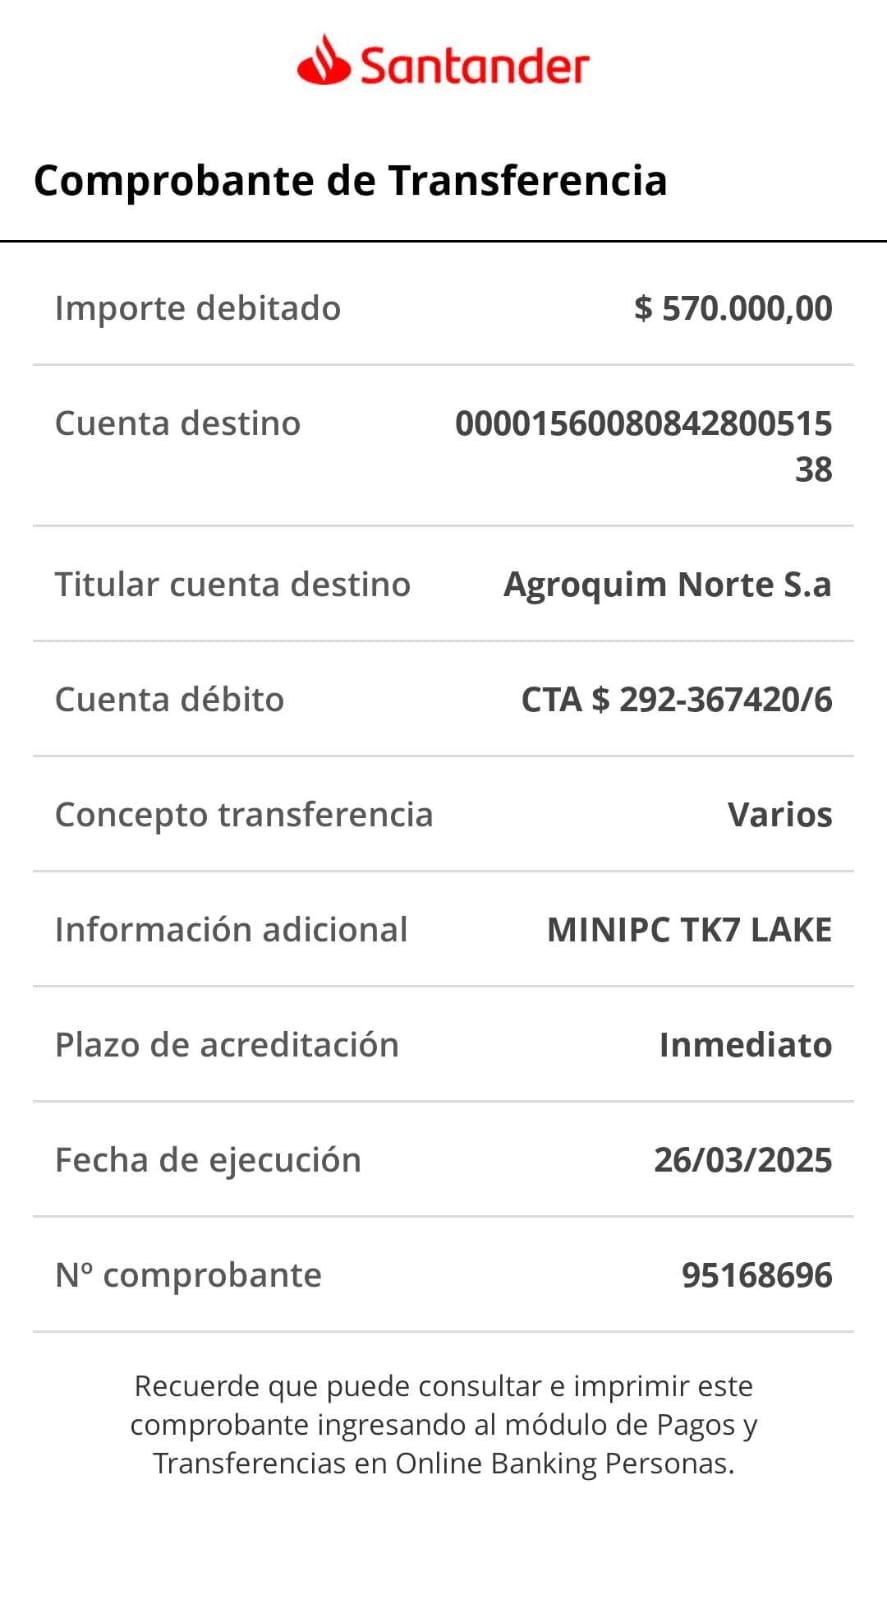 Santander
Comprobante de Transferencia
Importe debitado $ 570.000,00
Cuenta destino 00001560080842800515
38
Titular cuenta destino Agroquim Norte S.a
Cuenta débito CTA $ 292-367420/6
Concepto transferencia Varios
Información adicional MINIPC TK7 LAKE
Plazo de acreditación Inmediato
Fecha de ejecución 26/03/2025
Nº comprobante 95168696
Recuerde que puede consultar e imprimir este
comprobante ingresando al módulo de Pagos y
Transferencias en Online Banking Personas.